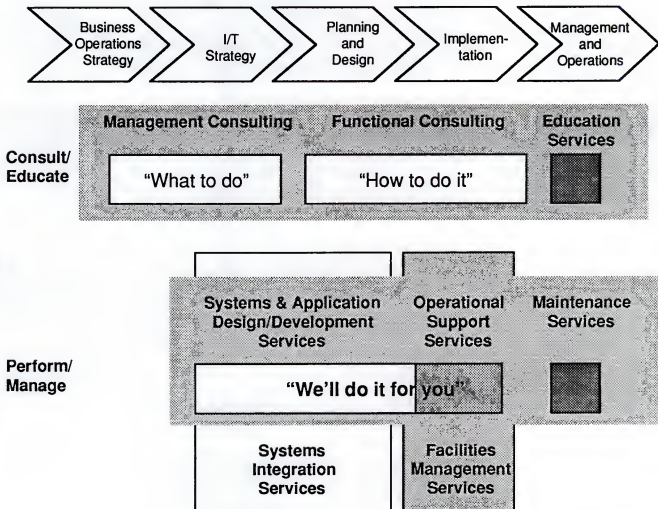 Business
Operations
Strategy
I/T
Strategy
Planning
and
Design
Implemen-
tation
Management
and
Operations
Consult/
Educate
Management Consulting
Functional Consulting
Education
Services
“What to do”
“How to do it”
Perform/
Manage
Systems & Application
Design/Development
Services
Operational
Support
Services
Maintenance
Services
“We’ll do it for you”
Systems
Integration
Services
Facilities
Management
Services